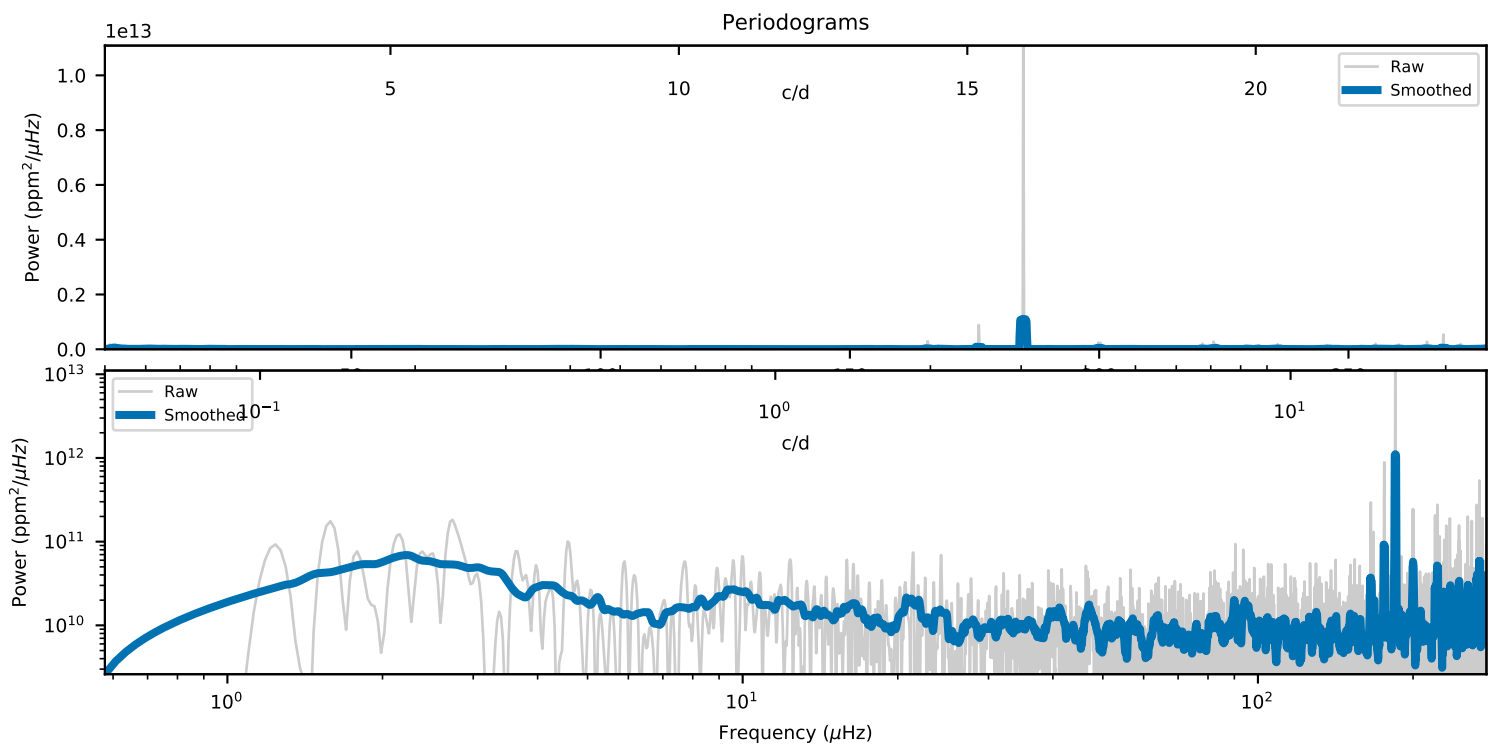 Periodograms
1e13
5 10 15 20
c/d
Raw
Smoothed
1.0
0.8
0.6
0.4
0.2
0.0
Power (ppm²/μHz)
10¹³
10¹²
10¹¹
10¹⁰
Power (ppm²/μHz)
Raw
Smoothed
10⁻¹ 10⁰ 10¹
c/d
10⁰ 10¹ 10²
Frequency (μHz)